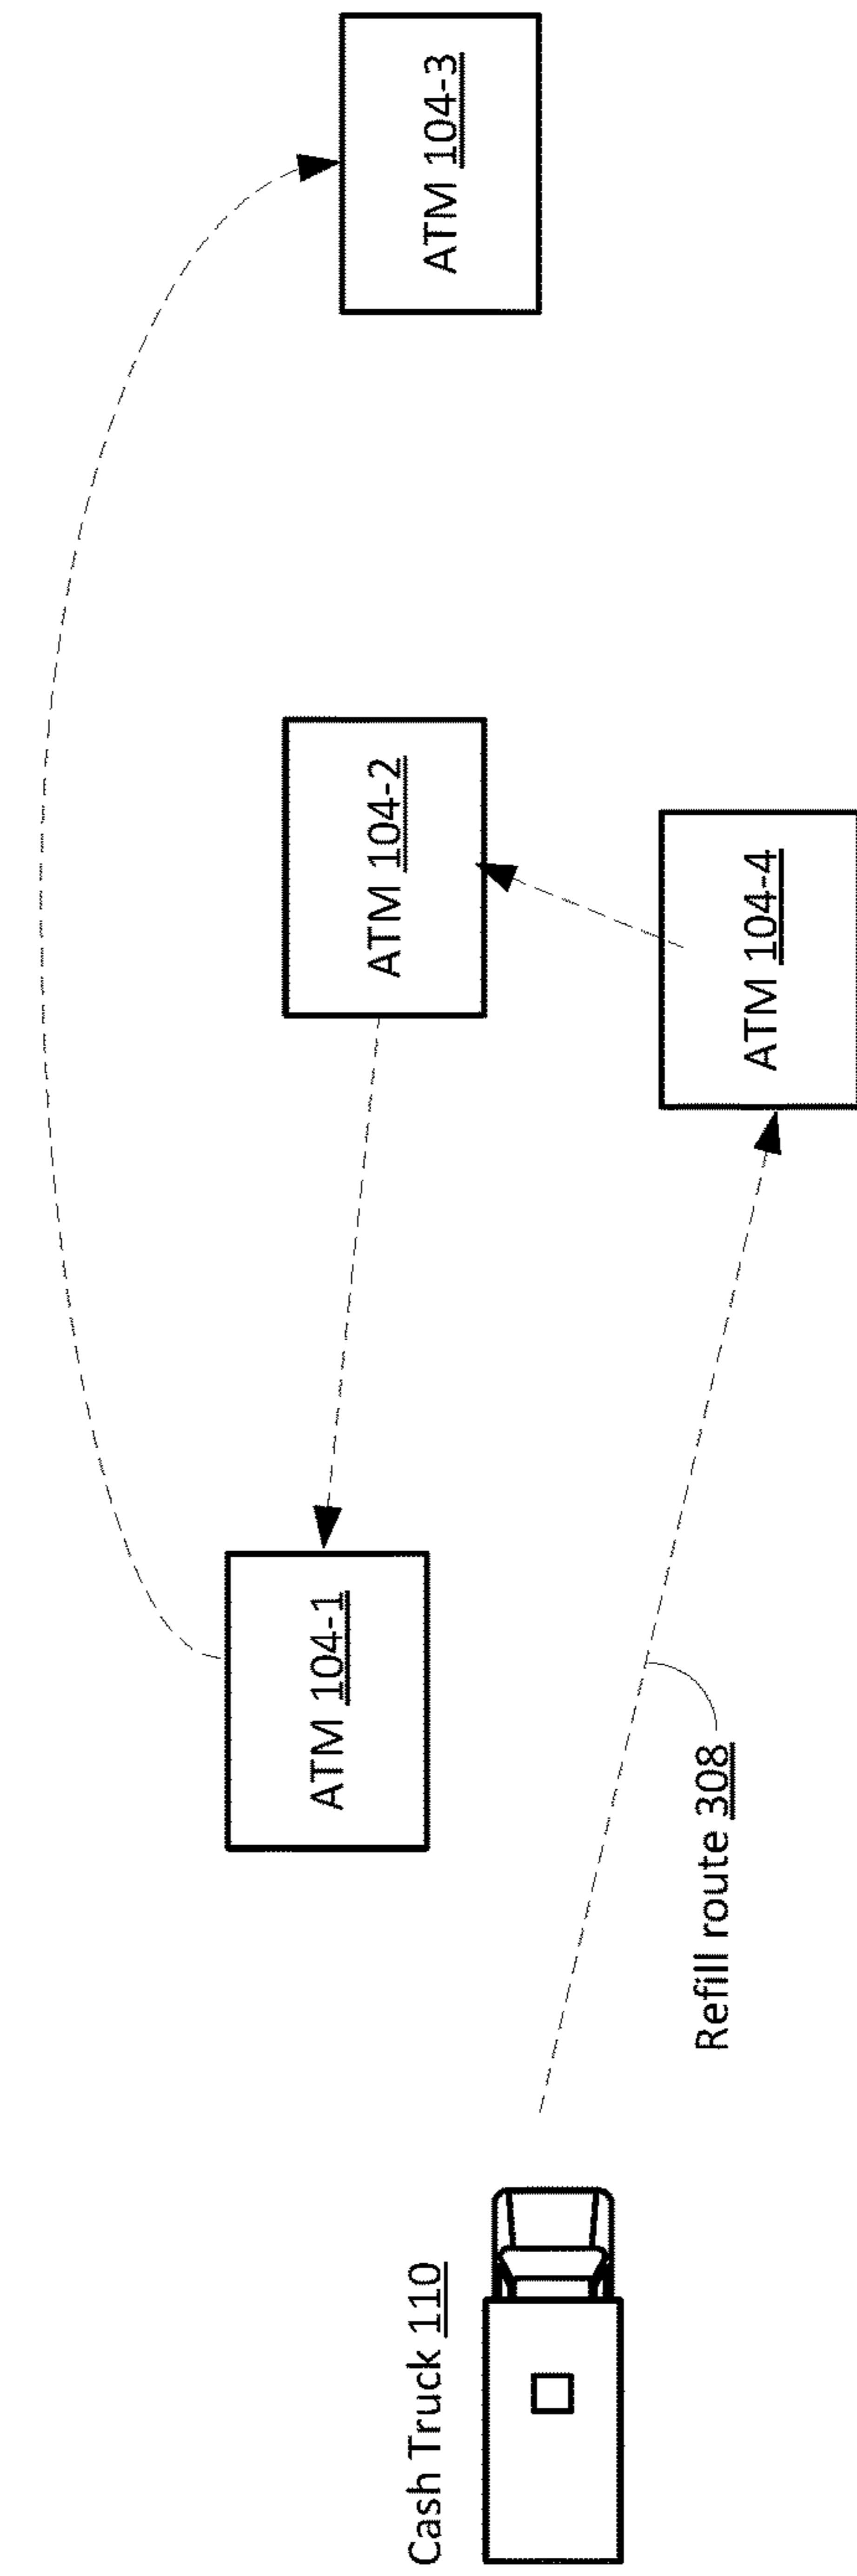 Cash Truck 110
Refill route 308
ATM 104-1
ATM 104-2
ATM 104-4
ATM 104-3